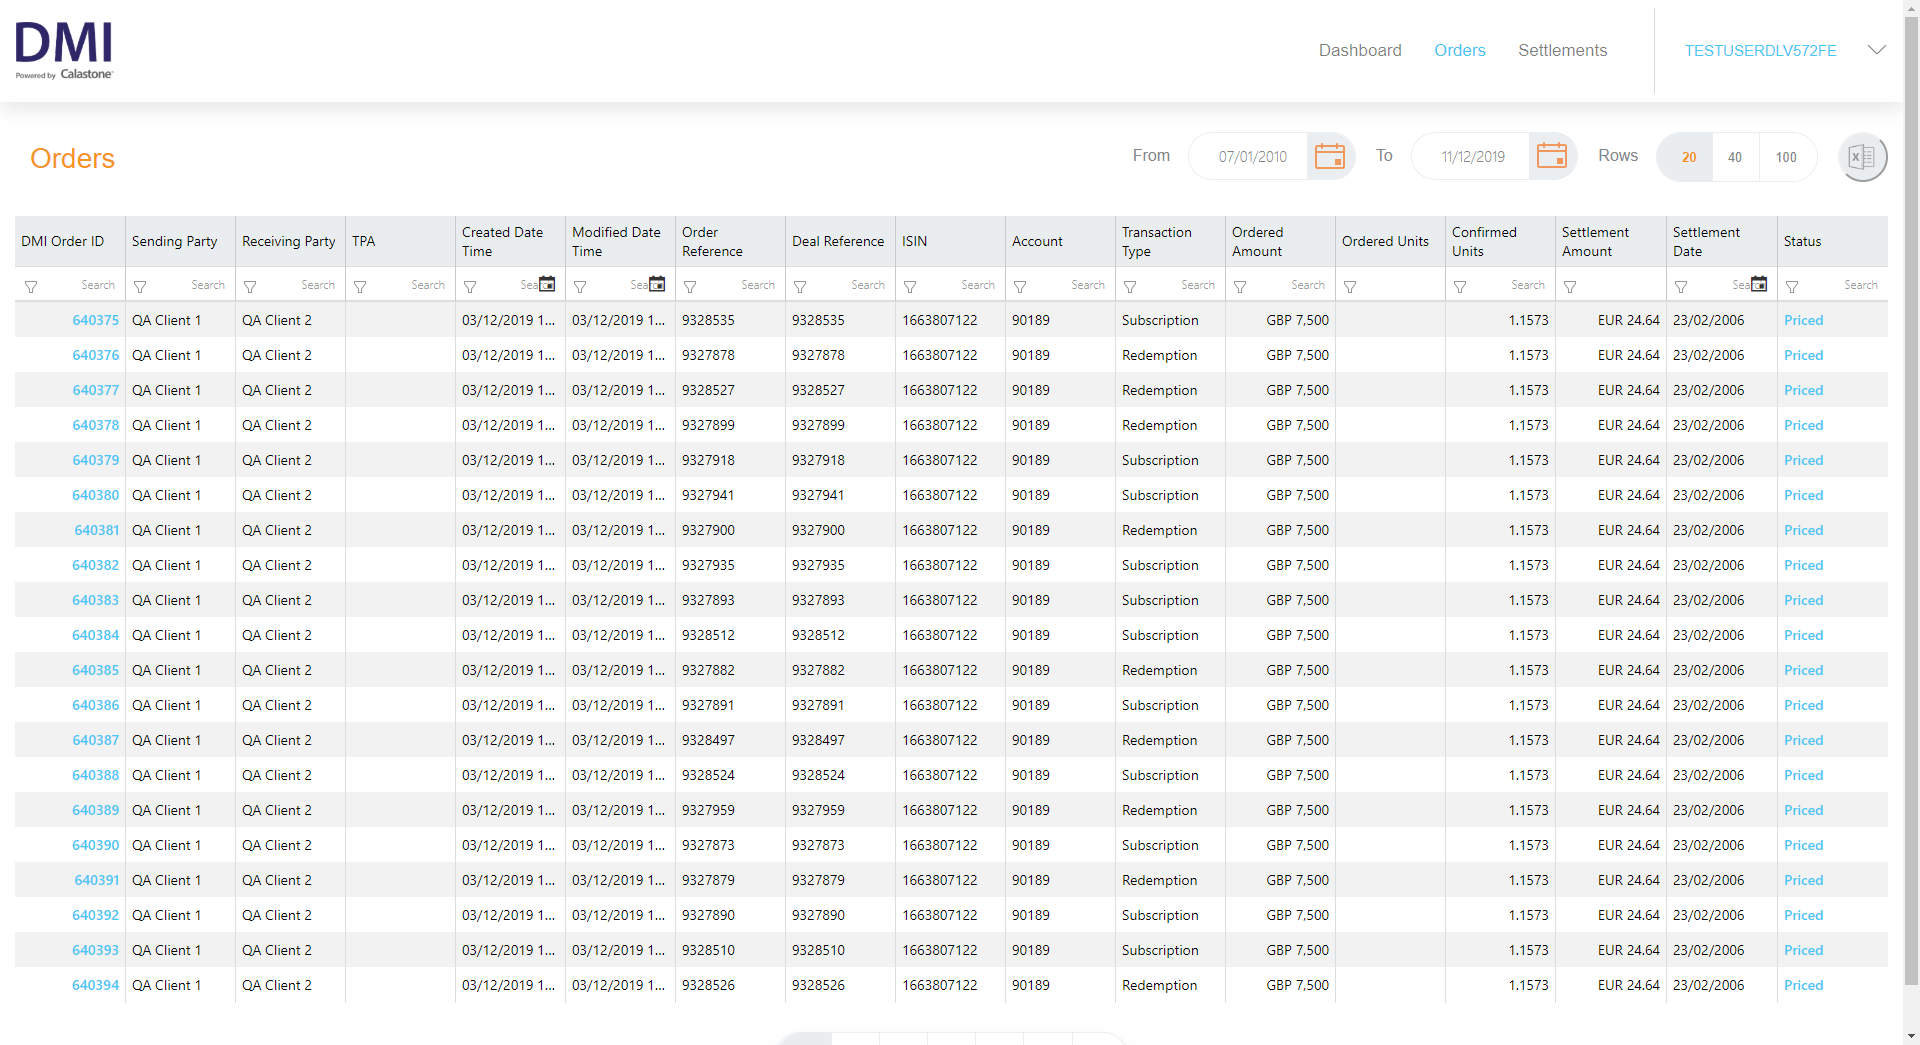 DMI
Powered by Calastone
Dashboard Orders Settlements TESTUSERDLV572FE
Orders
From 07/01/2010 To 11/12/2019 Rows 20 40 100
DMI Order ID Sending Party Receiving Party TPA Created Date Time Modified Date Time Order Reference Deal Reference ISIN Account Transaction Type Ordered Amount Ordered Units Confirmed Units Settlement Amount Settlement Date Status
Search Search Search Search Search Search Search Search Search Search Search Search Search Search Search
640375 QA Client 1 QA Client 2 03/12/2019 1... 03/12/2019 1... 9328535 9328535 1663807122 90189 Subscription GBP 7,500 1.1573 EUR 24.64 23/02/2006 Priced
640376 QA Client 1 QA Client 2 03/12/2019 1... 03/12/2019 1... 9327878 9327878 1663807122 90189 Redemption GBP 7,500 1.1573 EUR 24.64 23/02/2006 Priced
640377 QA Client 1 QA Client 2 03/12/2019 1... 03/12/2019 1... 9328527 9328527 1663807122 90189 Redemption GBP 7,500 1.1573 EUR 24.64 23/02/2006 Priced
640378 QA Client 1 QA Client 2 03/12/2019 1... 03/12/2019 1... 9327899 9327899 1663807122 90189 Redemption GBP 7,500 1.1573 EUR 24.64 23/02/2006 Priced
640379 QA Client 1 QA Client 2 03/12/2019 1... 03/12/2019 1... 9327918 9327918 1663807122 90189 Subscription GBP 7,500 1.1573 EUR 24.64 23/02/2006 Priced
640380 QA Client 1 QA Client 2 03/12/2019 1... 03/12/2019 1... 9327941 9327941 1663807122 90189 Subscription GBP 7,500 1.1573 EUR 24.64 23/02/2006 Priced
640381 QA Client 1 QA Client 2 03/12/2019 1... 03/12/2019 1... 9327900 9327900 1663807122 90189 Redemption GBP 7,500 1.1573 EUR 24.64 23/02/2006 Priced
640382 QA Client 1 QA Client 2 03/12/2019 1... 03/12/2019 1... 9327935 9327935 1663807122 90189 Subscription GBP 7,500 1.1573 EUR 24.64 23/02/2006 Priced
640383 QA Client 1 QA Client 2 03/12/2019 1... 03/12/2019 1... 9327893 9327893 1663807122 90189 Subscription GBP 7,500 1.1573 EUR 24.64 23/02/2006 Priced
640384 QA Client 1 QA Client 2 03/12/2019 1... 03/12/2019 1... 9328512 9328512 1663807122 90189 Subscription GBP 7,500 1.1573 EUR 24.64 23/02/2006 Priced
640385 QA Client 1 QA Client 2 03/12/2019 1... 03/12/2019 1... 9327882 9327882 1663807122 90189 Redemption GBP 7,500 1.1573 EUR 24.64 23/02/2006 Priced
640386 QA Client 1 QA Client 2 03/12/2019 1... 03/12/2019 1... 9327891 9327891 1663807122 90189 Subscription GBP 7,500 1.1573 EUR 24.64 23/02/2006 Priced
640387 QA Client 1 QA Client 2 03/12/2019 1... 03/12/2019 1... 9328497 9328497 1663807122 90189 Redemption GBP 7,500 1.1573 EUR 24.64 23/02/2006 Priced
640388 QA Client 1 QA Client 2 03/12/2019 1... 03/12/2019 1... 9328524 9328524 1663807122 90189 Subscription GBP 7,500 1.1573 EUR 24.64 23/02/2006 Priced
640389 QA Client 1 QA Client 2 03/12/2019 1... 03/12/2019 1... 9327959 9327959 1663807122 90189 Redemption GBP 7,500 1.1573 EUR 24.64 23/02/2006 Priced
640390 QA Client 1 QA Client 2 03/12/2019 1... 03/12/2019 1... 9327873 9327873 1663807122 90189 Subscription GBP 7,500 1.1573 EUR 24.64 23/02/2006 Priced
640391 QA Client 1 QA Client 2 03/12/2019 1... 03/12/2019 1... 9327879 9327879 1663807122 90189 Redemption GBP 7,500 1.1573 EUR 24.64 23/02/2006 Priced
640392 QA Client 1 QA Client 2 03/12/2019 1... 03/12/2019 1... 9327890 9327890 1663807122 90189 Subscription GBP 7,500 1.1573 EUR 24.64 23/02/2006 Priced
640393 QA Client 1 QA Client 2 03/12/2019 1... 03/12/2019 1... 9328510 9328510 1663807122 90189 Subscription GBP 7,500 1.1573 EUR 24.64 23/02/2006 Priced
640394 QA Client 1 QA Client 2 03/12/2019 1... 03/12/2019 1... 9328526 9328526 1663807122 90189 Redemption GBP 7,500 1.1573 EUR 24.64 23/02/2006 Priced